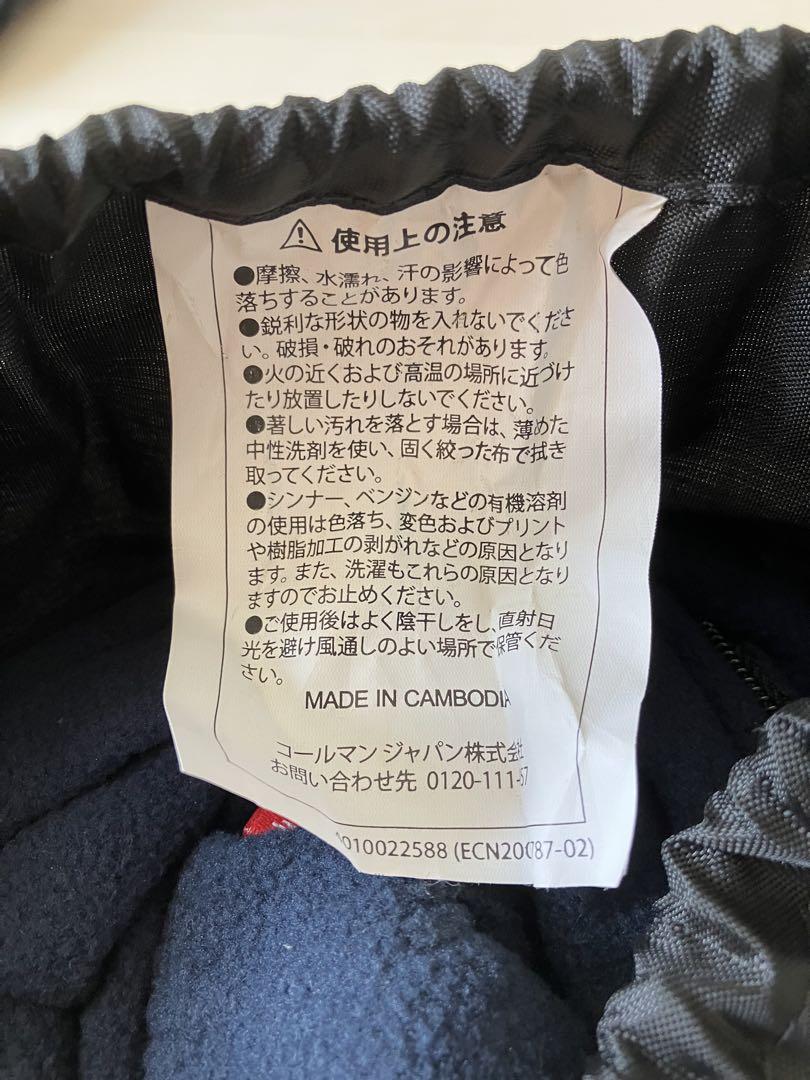 ⚠ 使用上の注意
●摩擦、水濡れ、汗の影響によって色
落ちすることがあります。
●鋭利な形状の物を入れないでくださ
い。破損・破れのおそれがあります。
●火の近くおよび高温の場所に近づけ
たり放置したりしないでください。
●著しい汚れを落とす場合は、薄めた
中性洗剤を使い、固く絞った布で拭き
取ってください。
●シンナー、ベンジンなどの有機溶剤
の使用は色落ち、変色およびプリント
や樹脂加工の剥がれなどの原因となり
ます。また、洗濯もこれらの原因となり
ますのでお止めください。
●ご使用後はよく陰干しをし、直射日
光を避け風通しのよい場所で保管くだ
さい。
MADE IN CAMBODIA
コールマン ジャパン株式会
お問い合わせ先 0120-111-
010022588